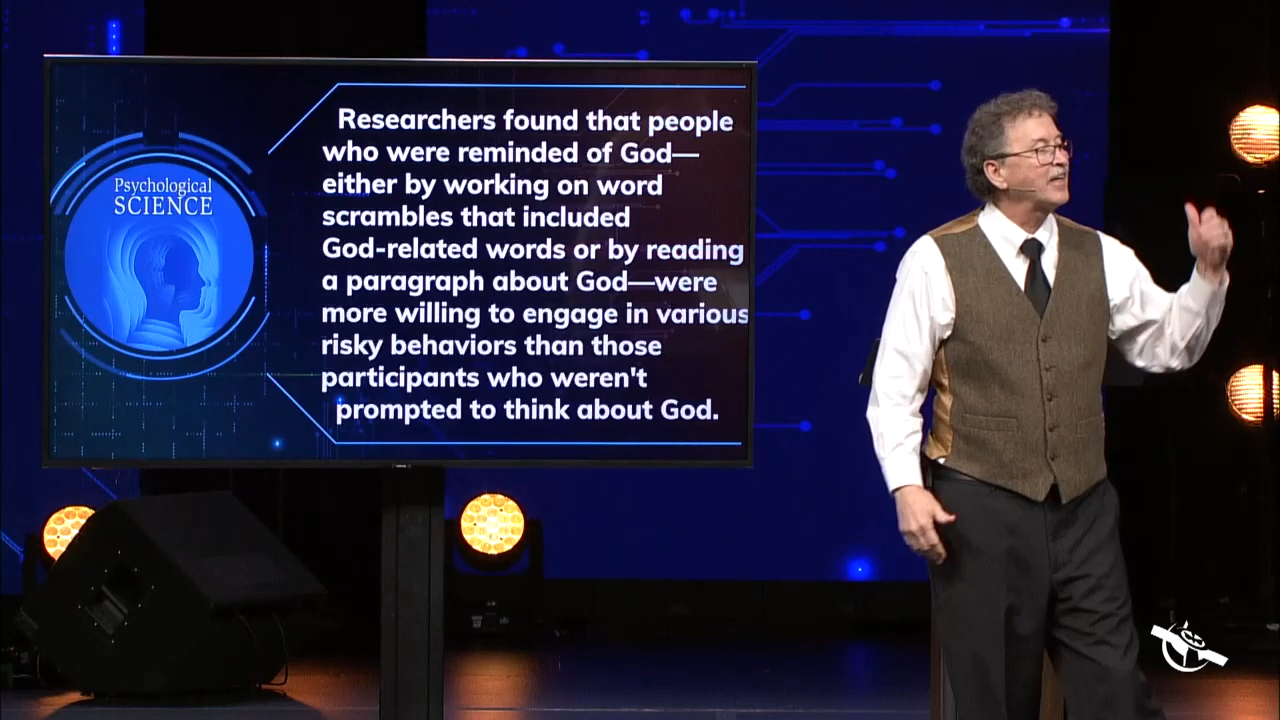 Psychological
SCIENCE
Researchers found that people
who were reminded of God—
either by working on word
scrambles that included
God-related words or by reading
a paragraph about God—were
more willing to engage in various
risky behaviors than those
participants who weren't
prompted to think about God.